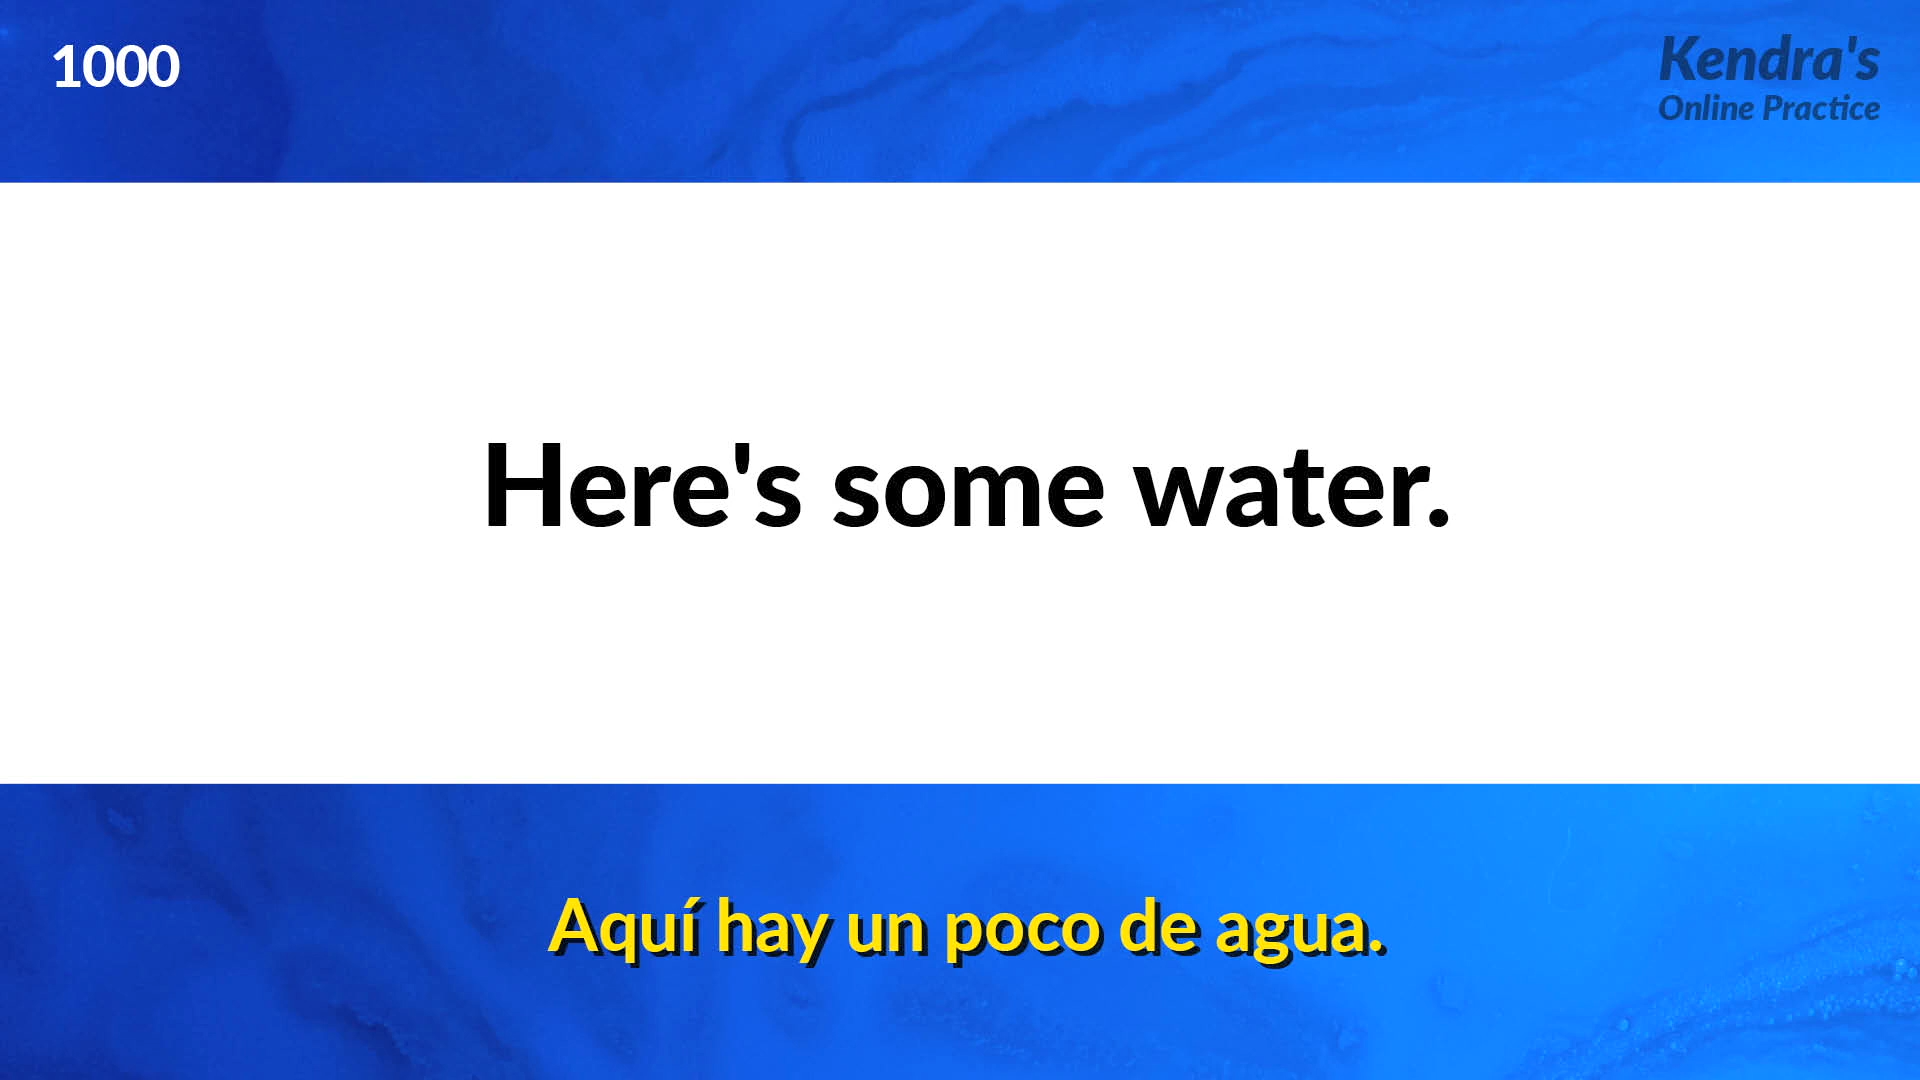 1000
Kendra's
Online Practice
Here's some water.
Aquí hay un poco de agua.